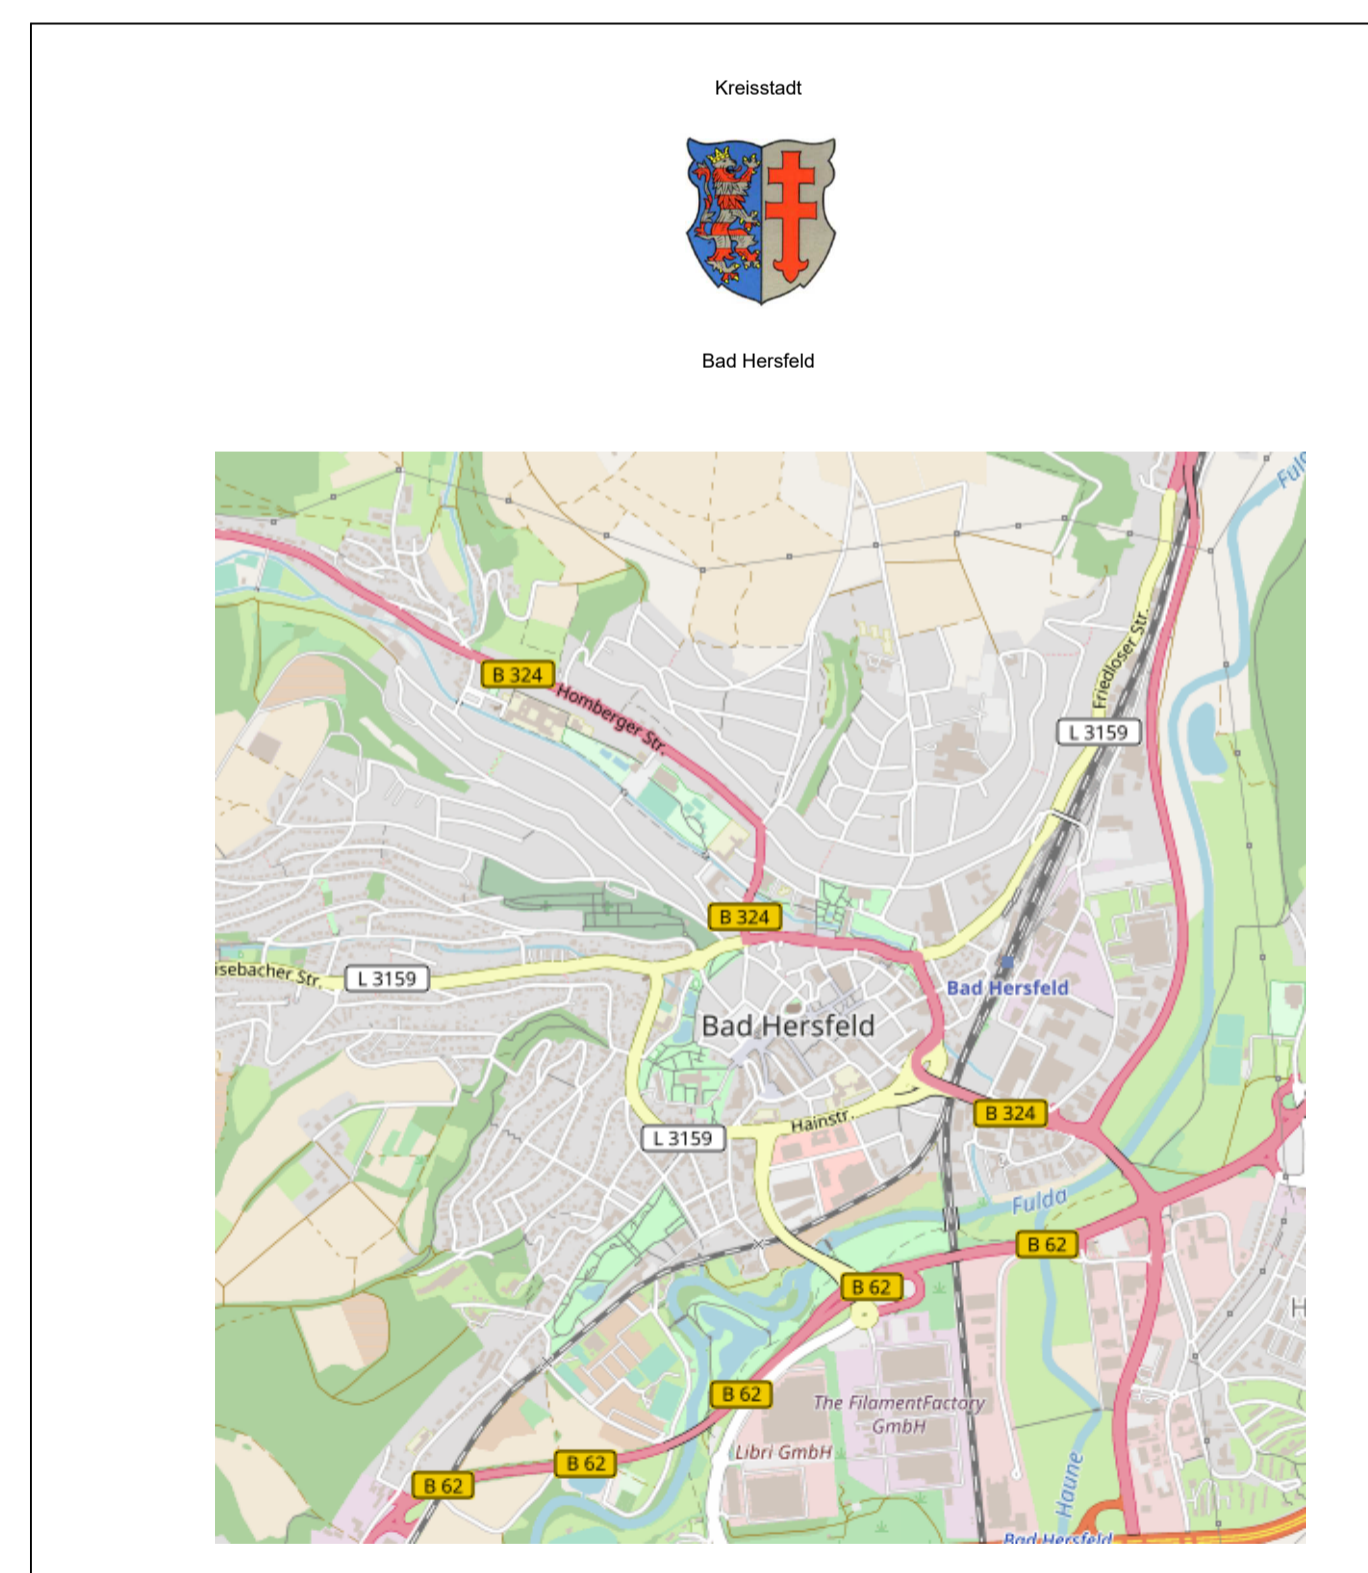 Kreisstadt
Bad Hersfeld
Fuld
B 324
Homberger Str.
Friedloser Str.
L 3159
B 324
isebacher Str.
L 3159
Bad Hersfeld
Bad Hersfeld
B 324
Hainstr.
L 3159
Fulda
B 62
B 62
H
B 62
The FilamentFactory
GmbH
Libri GmbH
B 62
B 62
Haune
Bad Hersfeld